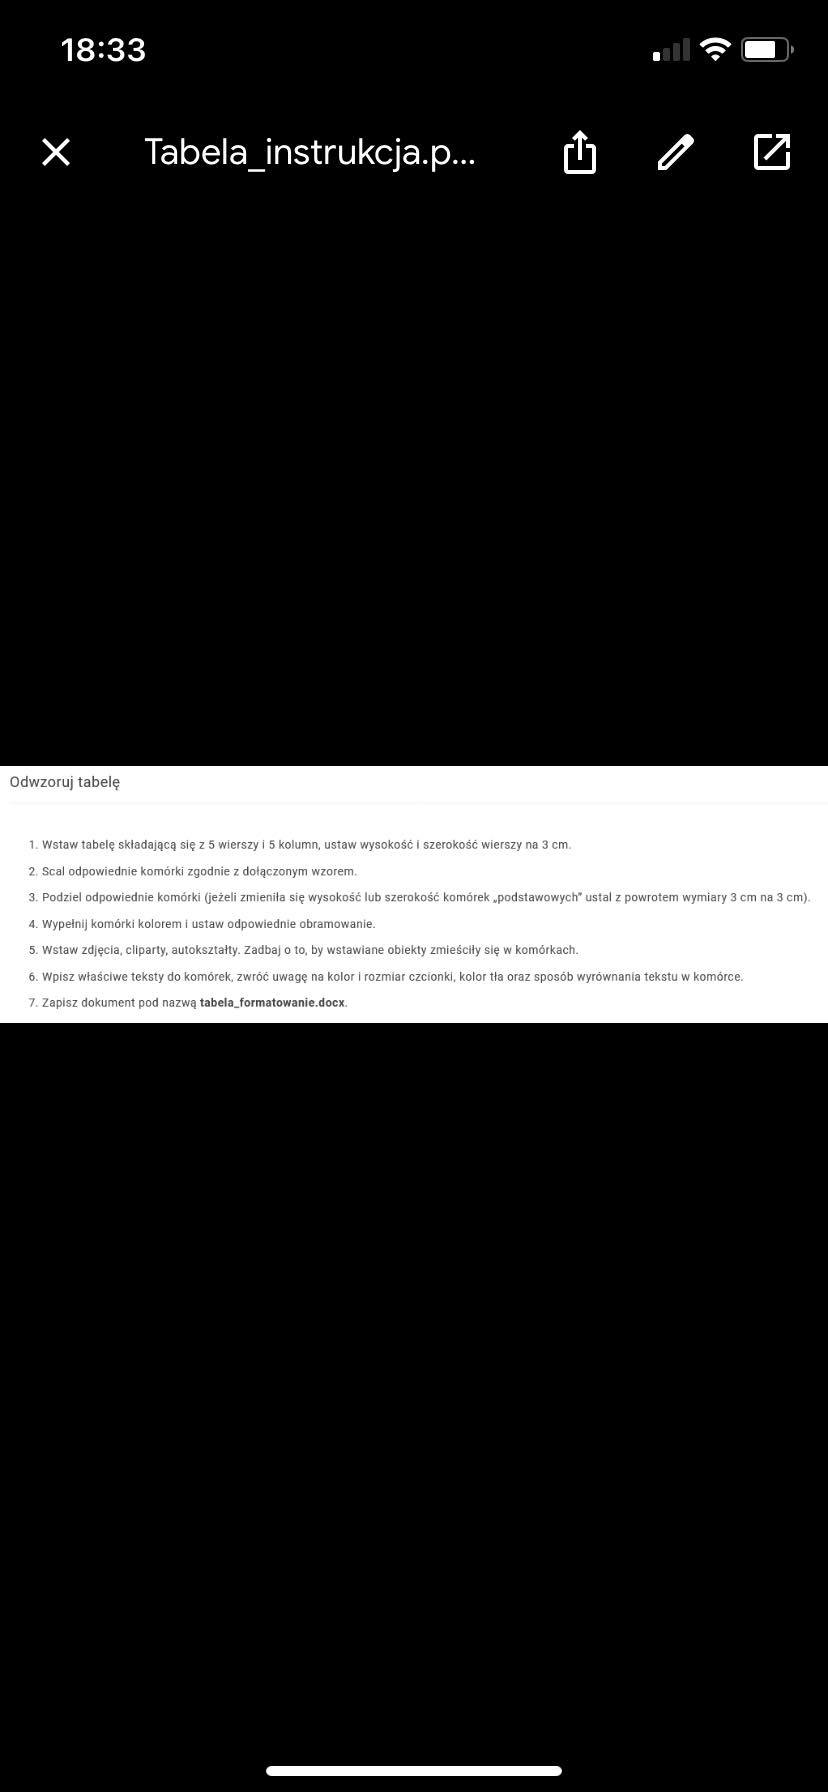 18:33
Tabela_instrukcja.p...
Odwzoruj tabelę
1. Wstaw tabelę składającą się z 5 wierszy i 5 kolumn, ustaw wysokość i szerokość wierszy na 3 cm.
2. Scal odpowiednie komórki zgodnie z dołączonym wzorem.
3. Podziel odpowiednie komórki (jeżeli zmieniła się wysokość lub szerokość komórek „podstawowych” ustal z powrotem wymiary 3 cm na 3 cm).
4. Wypełnij komórki kolorem i ustaw odpowiednie obramowanie.
5. Wstaw zdjęcia, cliparty, autokształty. Zadbaj o to, by wstawiane obiekty zmieściły się w komórkach.
6. Wpisz właściwe teksty do komórek, zwróć uwagę na kolor i rozmiar czcionki, kolor tła oraz sposób wyrównania tekstu w komórce.
7. Zapisz dokument pod nazwą tabela_formatowanie.docx.